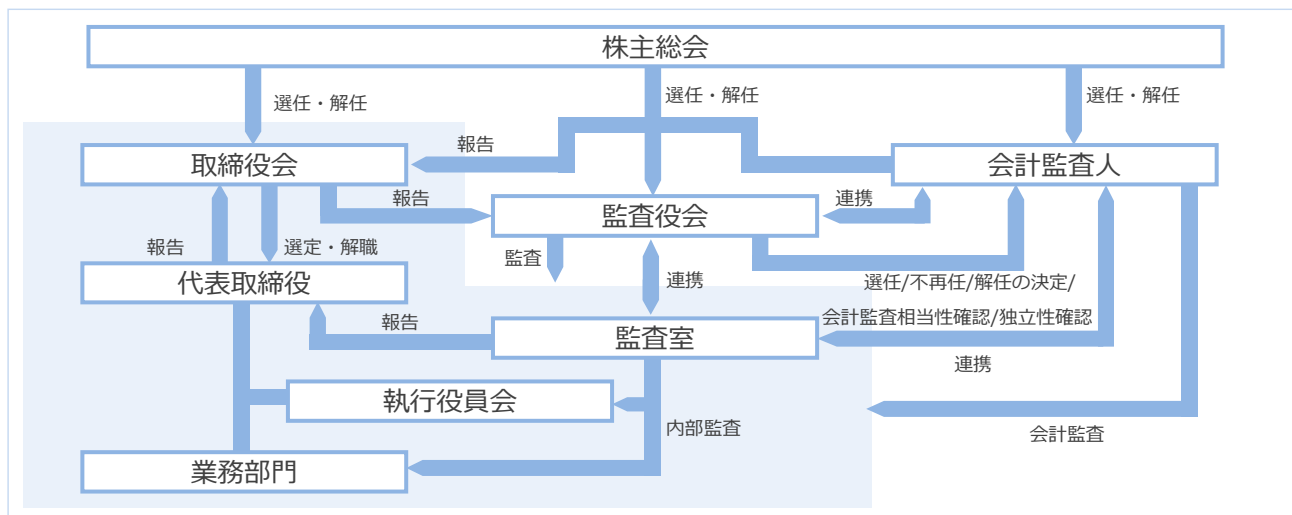 株主総会
選任・解任
選任・解任
選任・解任
報告
取締役会
会計監査人
報告
連携
監査役会
報告
選定・解職
監査
代表取締役
連携
選任/不再任/解任の決定/
会計監査相当性確認/独立性確認
報告
監査室
連携
執行役員会
内部監査
会計監査
業務部門